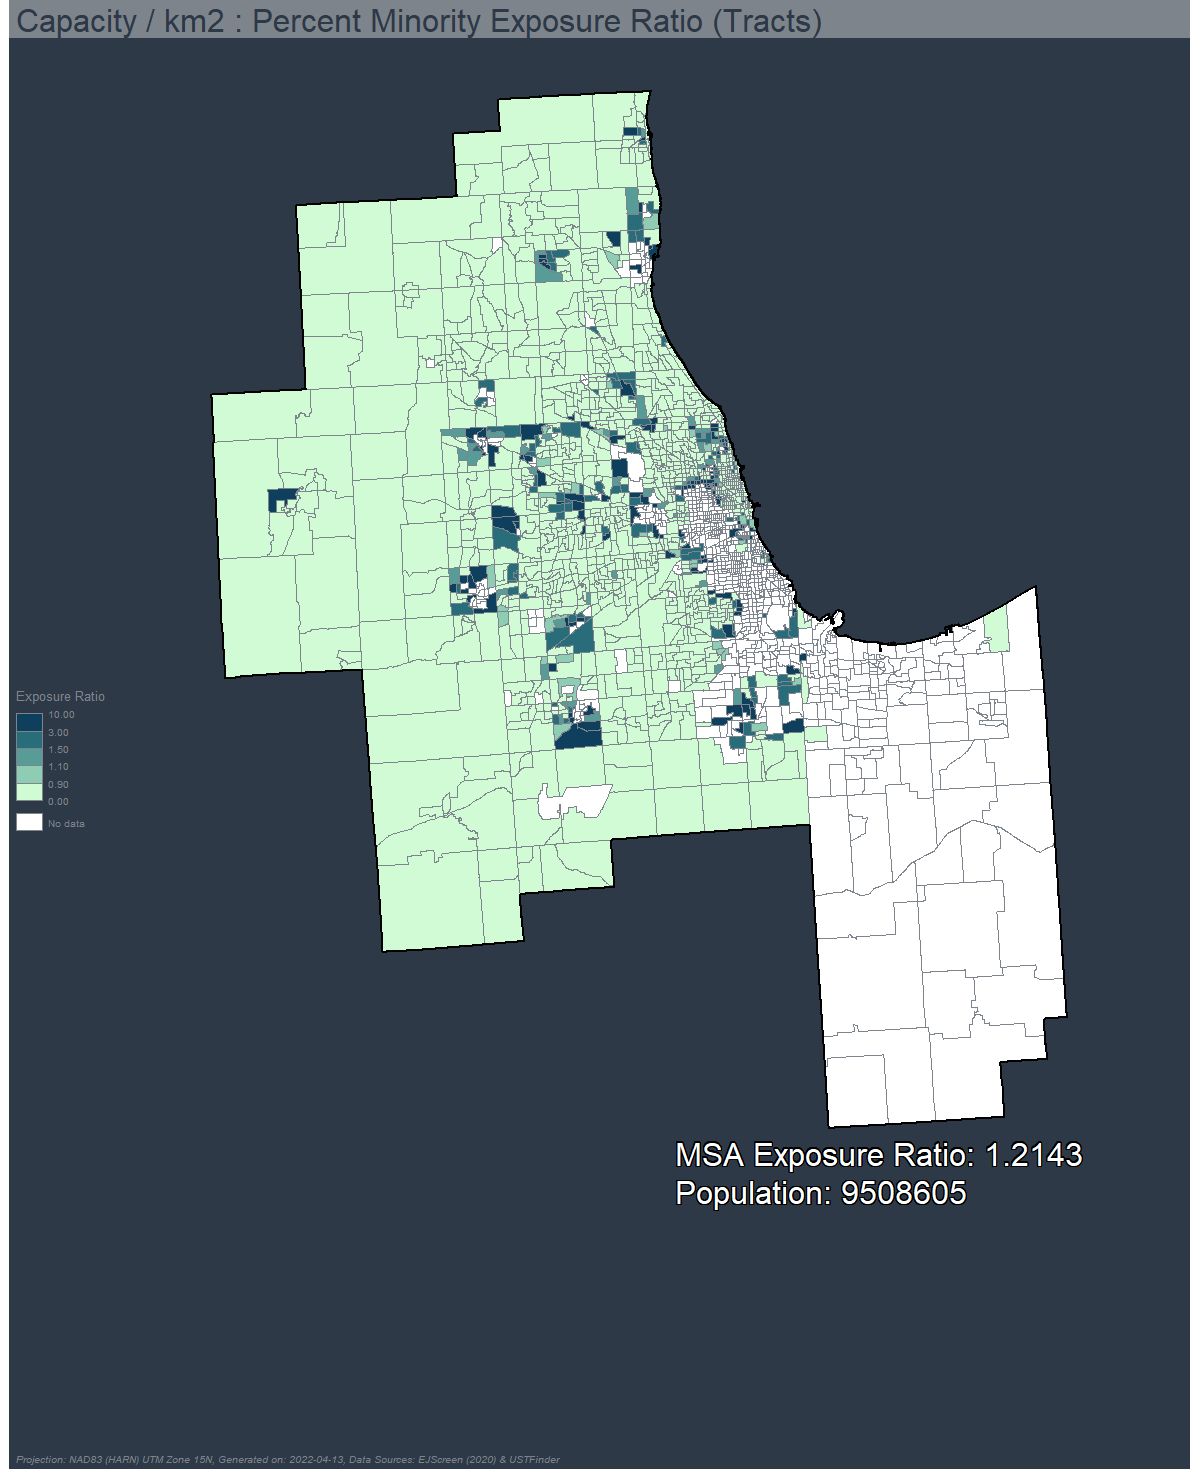 Capacity / km2 : Percent Minority Exposure Ratio (Tracts)
Exposure Ratio
10.00
3.00
1.50
1.10
0.90
0.00
No data
MSA Exposure Ratio: 1.2143
Population: 9508605
Projection: NAD83 (HARN) UTM Zone 15N, Generated on: 2022-04-13, Data Sources: EJScreen (2020) & USTFinder